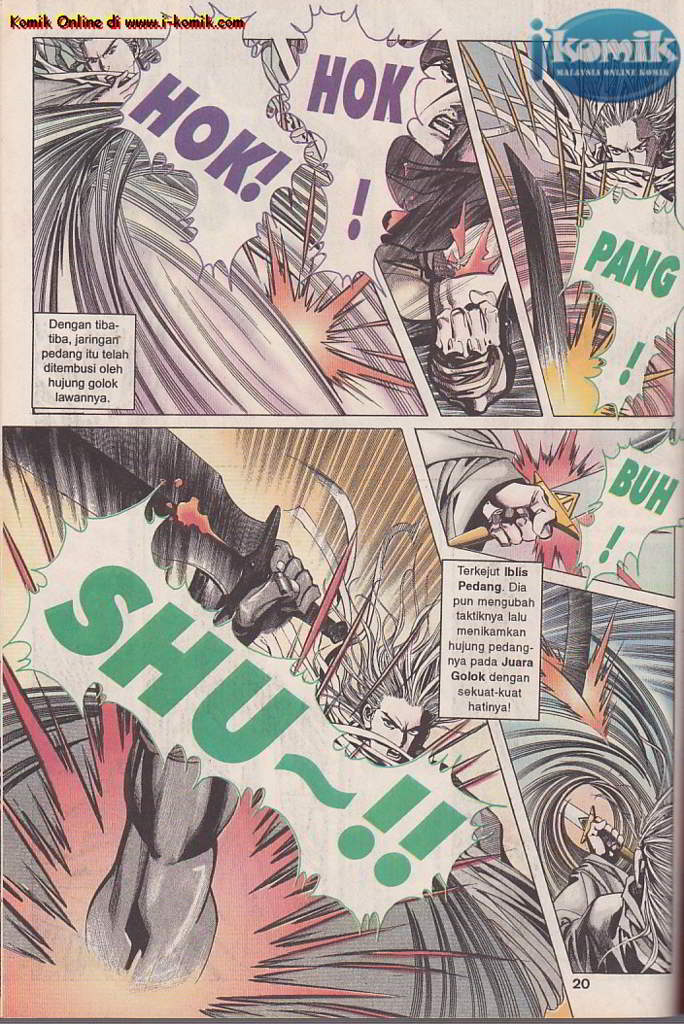 Komik Online di www.i-komik.com
ikomik
MALAYSIA ONLINE KOMIK
HOK!
HOK
!
PANG
!
Dengan tiba-
tiba, jaringan
pedang itu telah
ditembusi oleh
hujung golok
lawannya.
BUH
!
SHU~!!
Terkejut Iblis
Pedang. Dia
pun mengubah
taktiknya lalu
menikamkan
hujung pedang-
nya pada Juara
Golok dengan
sekuat-kuat
hatinya!
20